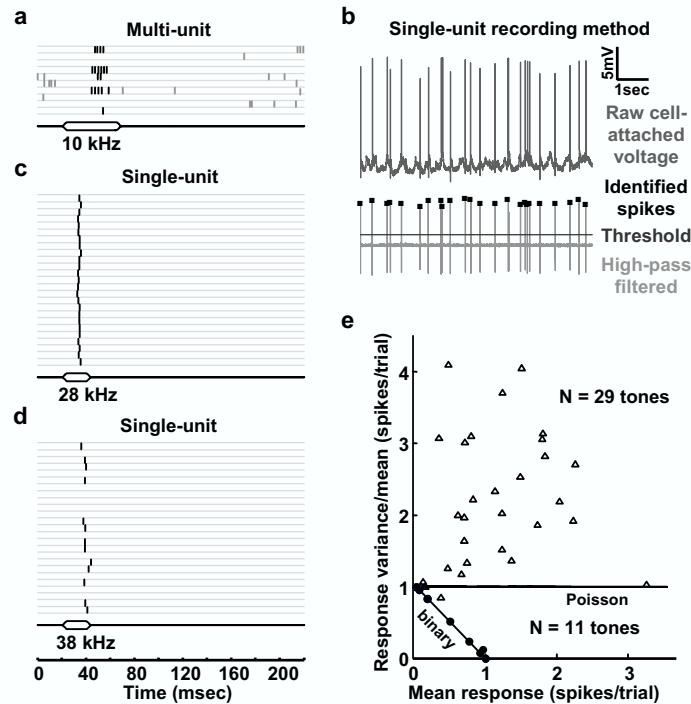 a
Multi-unit
10 kHz
b
Single-unit recording method
5mV
1sec
Raw cell-
attached
voltage
Identified
spikes
Threshold
High-pass
filtered
c
Single-unit
28 kHz
d
Single-unit
38 kHz
0 40 80 120 160 200
Time (msec)
e
Response variance/mean (spikes/trial)
4
3
2
1
0
N = 29 tones
Poisson
binary
N = 11 tones
0 1 2 3
Mean response (spikes/trial)